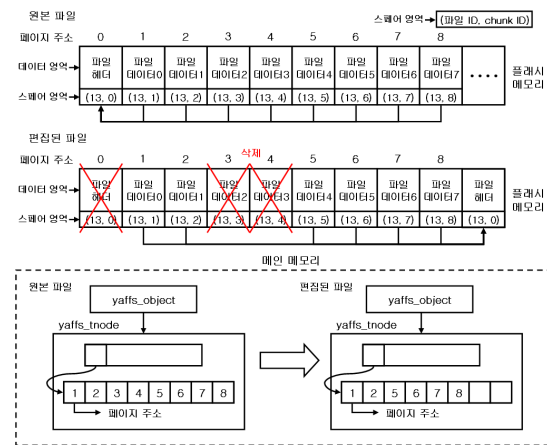 원본 파일
스페어 영역 (파일 ID, chunk ID)
페이지 주소 0 1 2 3 4 5 6 7 8
데이터 영역 파일 헤더 파일 데이터0 파일 데이터1 파일 데이터2 파일 데이터3 파일 데이터4 파일 데이터5 파일 데이터6 파일 데이터7 ···· 플래시 메모리
스페어 영역 (13, 0) (13, 1) (13, 2) (13, 3) (13, 4) (13, 5) (13, 6) (13, 7) (13, 8)
편집된 파일
삭제
페이지 주소 0 1 2 3 4 5 6 7 8
데이터 영역 파일 헤더 파일 데이터0 파일 데이터1 파일 데이터2 파일 데이터3 파일 데이터4 파일 데이터5 파일 데이터6 파일 데이터7 파일 헤더 플래시 메모리
스페어 영역 (13, 0) (13, 1) (13, 2) (13, 3) (13, 4) (13, 5) (13, 6) (13, 7) (13, 8) (13, 0)
메인 메모리
원본 파일 편집된 파일
yaffs_object yaffs_object
yaffs_tnode yaffs_tnode
1 2 3 4 5 6 7 8 1 2 5 6 7 8
페이지 주소 페이지 주소